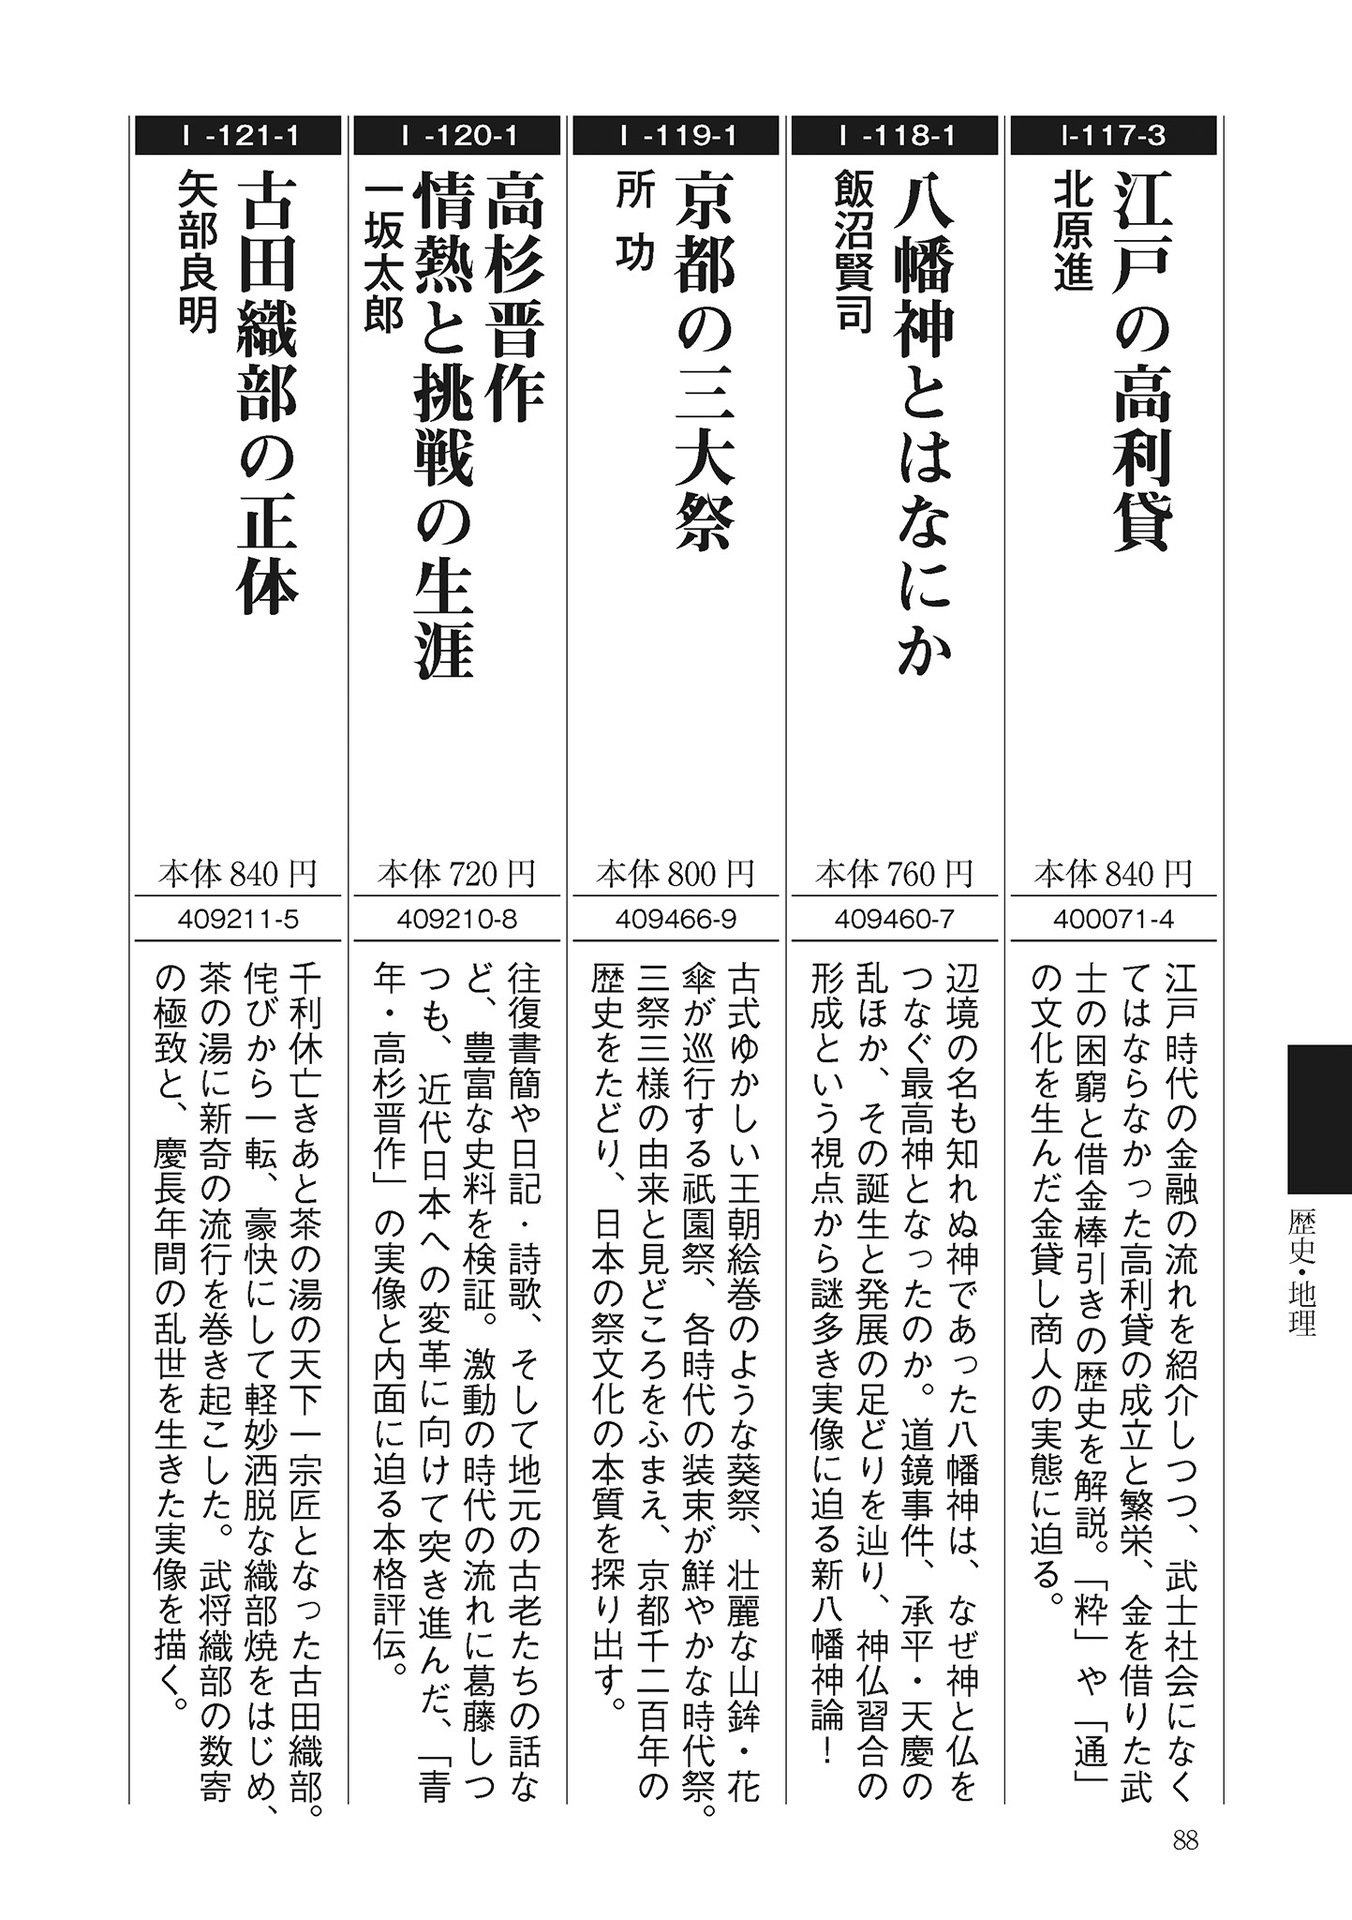 I-117-3
江戸の高利貸
北原進
本体840円
400071-4
江戸時代の金融の流れを紹介しつつ、武士社会になく
てはならなかった高利貸の成立と繁栄、金を借りた武
士の困窮と借金棒引きの歴史を解説。「粋」や「通」
の文化を生んだ金貸し商人の実態に迫る。
I-118-1
八幡神とはなにか
飯沼賢司
本体760円
409460-7
辺境の名も知れぬ神であった八幡神は、なぜ神と仏を
つなぐ最高神となったのか。道鏡事件、承平・天慶の
乱ほか、その誕生と発展の足どりを辿り、神仏習合の
形成という視点から謎多き実像に迫る新八幡神論！
I-119-1
京都の三大祭
所 功
本体800円
409466-9
古式ゆかしい王朝絵巻のような葵祭、壮麗な山鉾・花
傘が巡行する祇園祭、各時代の装束が鮮やかな時代祭。
三祭三様の由来と見どころをふまえ、京都千二百年の
歴史をたどり、日本の祭文化の本質を探り出す。
I-120-1
高杉晋作
情熱と挑戦の生涯
一坂太郎
本体720円
409210-8
往復書簡や日記・詩歌、そして地元の古老たちの話な
ど、豊富な史料を検証。激動の時代の流れに葛藤しつ
つも、近代日本への変革に向けて突き進んだ、「青
年・高杉晋作」の実像と内面に迫る本格評伝。
I-121-1
古田織部の正体
矢部良明
本体840円
409211-5
千利休亡きあと茶の湯の天下一宗匠となった古田織部。
侘びから一転、豪快にして軽妙洒脱な織部焼をはじめ、
茶の湯に新奇の流行を巻き起こした。武将織部の数寄
の極致と、慶長年間の乱世を生きた実像を描く。
歴史・地理
88